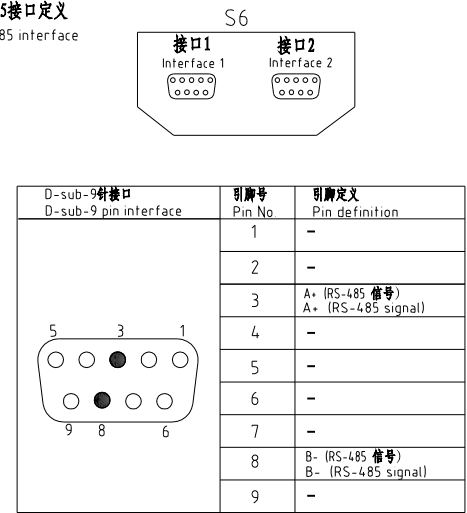 5接口定义
85 interface
S6
接口1 接口2
Interface 1 Interface 2
D-sub-9针接口 引脚号 引脚定义
D-sub-9 pin interface Pin No. Pin definition
1 -
2 -
3 A+ (RS-485 信号)
A+ (RS-485 signal)
4 -
5 -
6 -
7 -
8 B- (RS-485 信号)
B- (RS-485 signal)
9 -
5 3 1
9 8 6